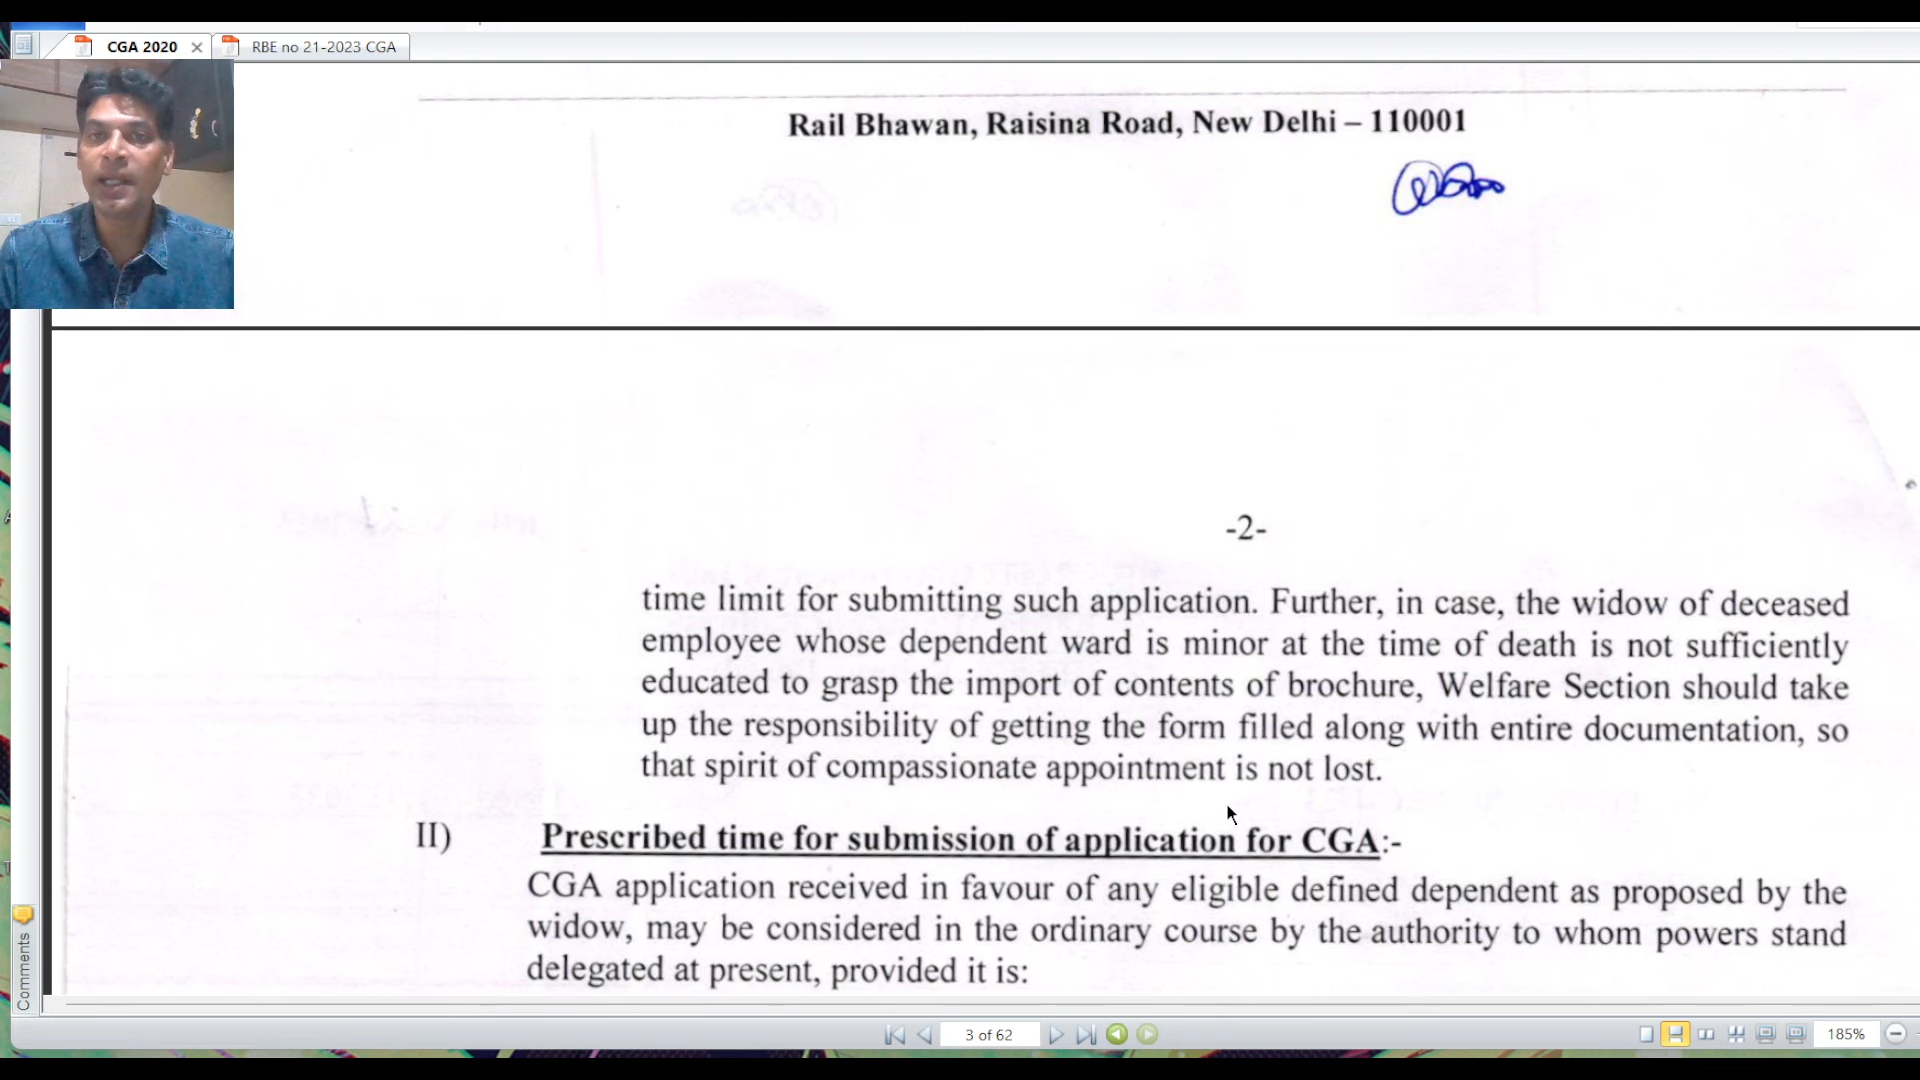 CGA 2020
RBE no 21-2023 CGA
Rail Bhawan, Raisina Road, New Delhi – 110001
-2-
time limit for submitting such application. Further, in case, the widow of deceased
employee whose dependent ward is minor at the time of death is not sufficiently
educated to grasp the import of contents of brochure, Welfare Section should take
up the responsibility of getting the form filled along with entire documentation, so
that spirit of compassionate appointment is not lost.
II) Prescribed time for submission of application for CGA:-
CGA application received in favour of any eligible defined dependent as proposed by the
widow, may be considered in the ordinary course by the authority to whom powers stand
delegated at present, provided it is:
Comments
3 of 62
185%